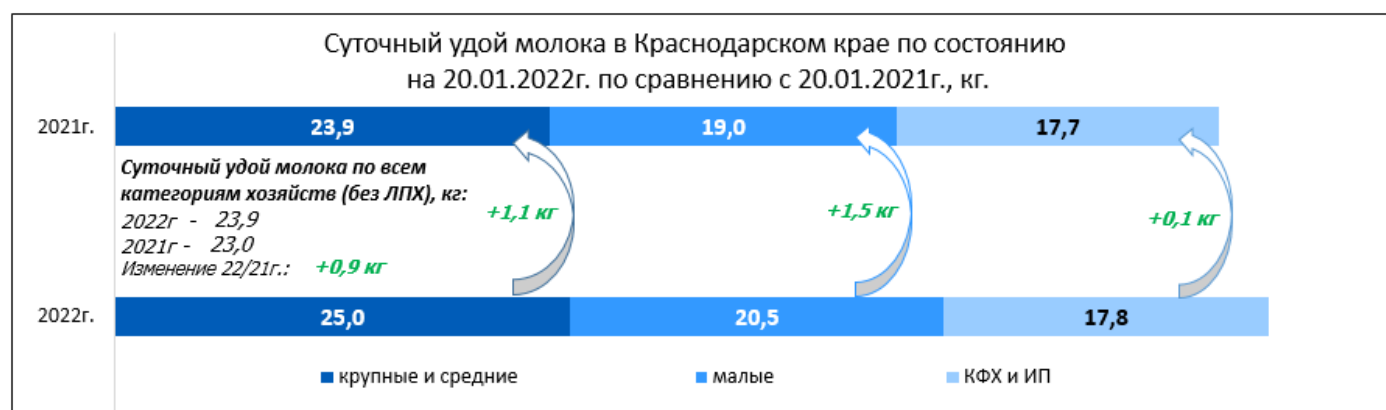 Суточный удой молока в Краснодарском крае по состоянию
на 20.01.2022г. по сравнению с 20.01.2021г., кг.
2021г.
23,9
19,0
17,7
Суточный удой молока по всем
категориям хозяйств (без ЛПХ), кг:
2022г - 23,9
2021г - 23,0
Изменение 22/21г.: +0,9 кг
+1,1 кг
+1,5 кг
+0,1 кг
2022г.
25,0
20,5
17,8
крупные и средние
малые
КФХ и ИП